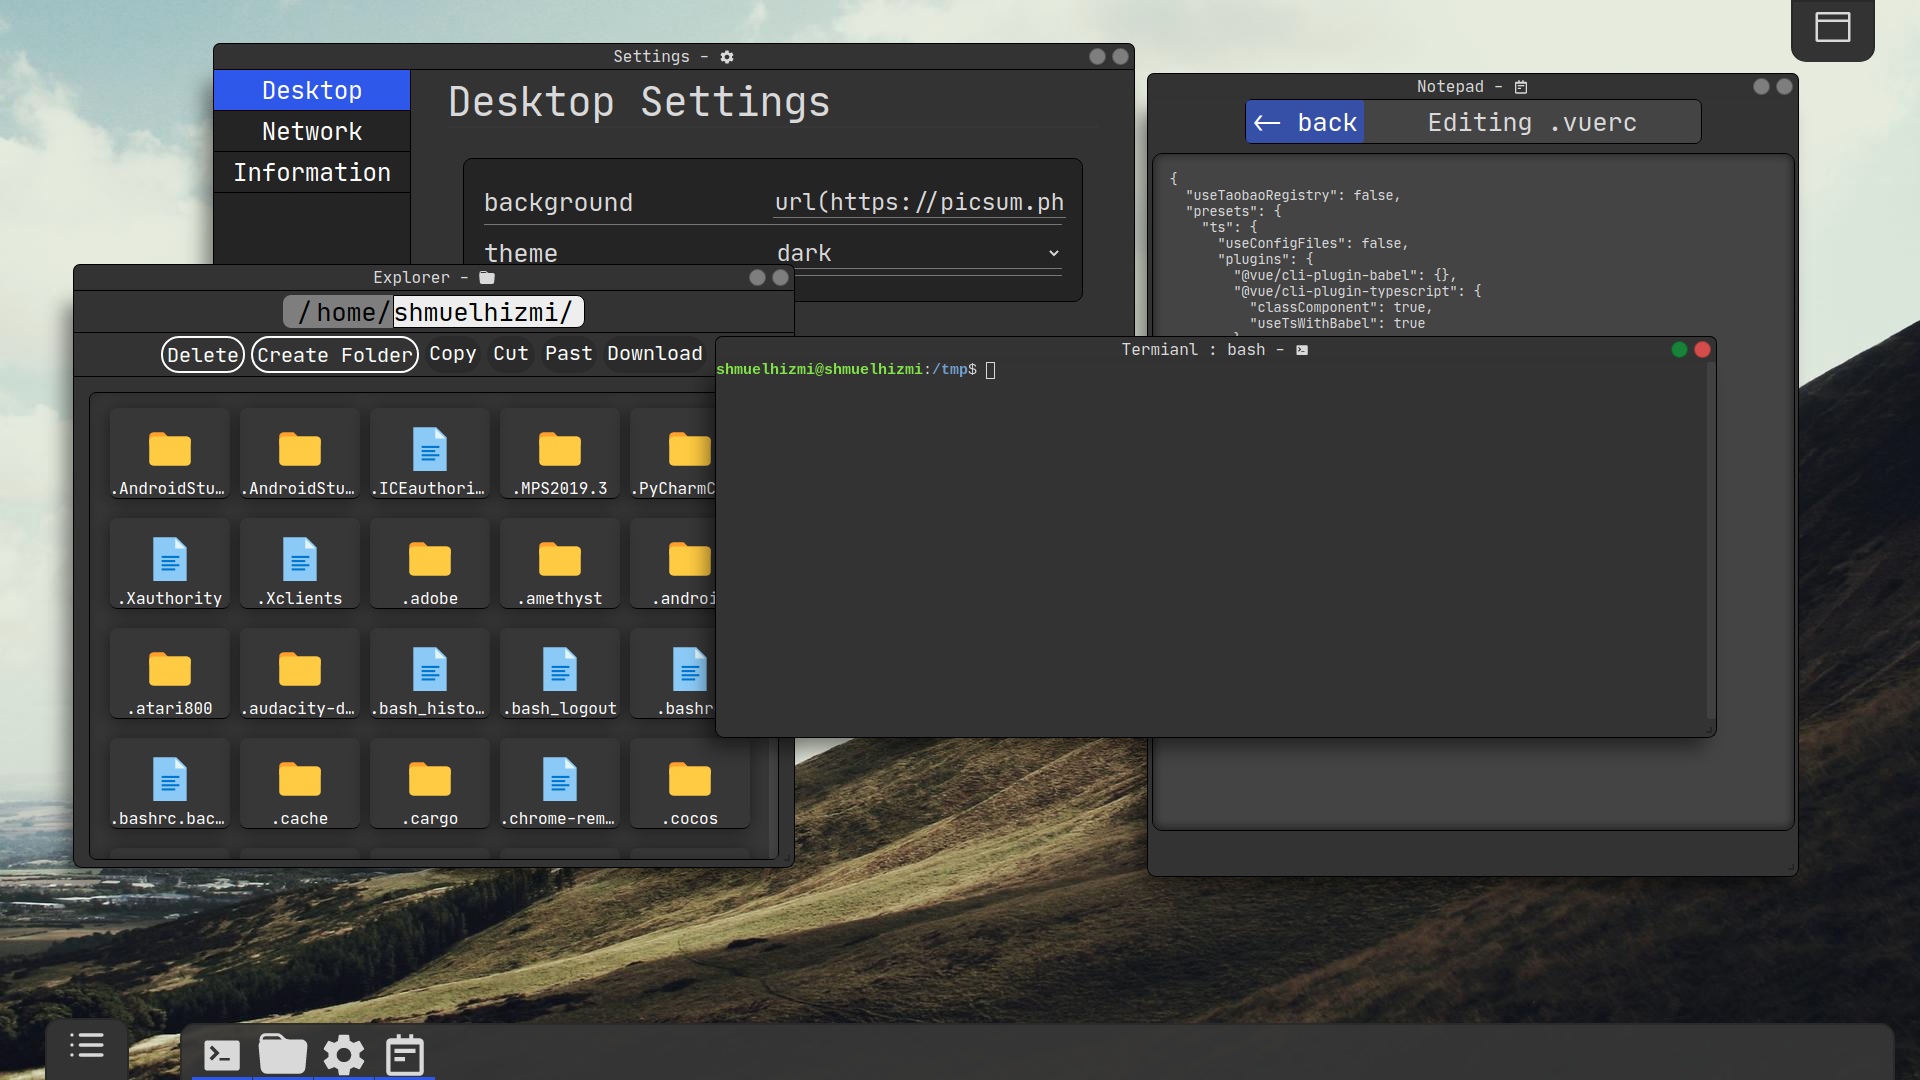 Settings -
Desktop
Network
Information
Desktop Settings
background url(https://picsum.ph
theme dark
Notepad -
← back Editing .vuerc
{
"useTaobaoRegistry": false,
"presets": {
"ts": {
"useConfigFiles": false,
"plugins": {
"@vue/cli-plugin-babel": {},
"@vue/cli-plugin-typescript": {
"classComponent": true,
"useTsWithBabel": true
Explorer -
/home/shmuelhizmi/
Delete Create Folder Copy Cut Past Download
.AndroidStu… .AndroidStu… .ICEauthori… .MPS2019.3 .PyCharmC
.Xauthority .Xclients .adobe .amethyst .androi
.atari800 .audacity-d… .bash_histo… .bash_logout .bashr
.bashrc.bac… .cache .cargo .chrome-rem… .cocos
Termianl : bash -
shmuelhizmi@shmuelhizmi:/tmp$